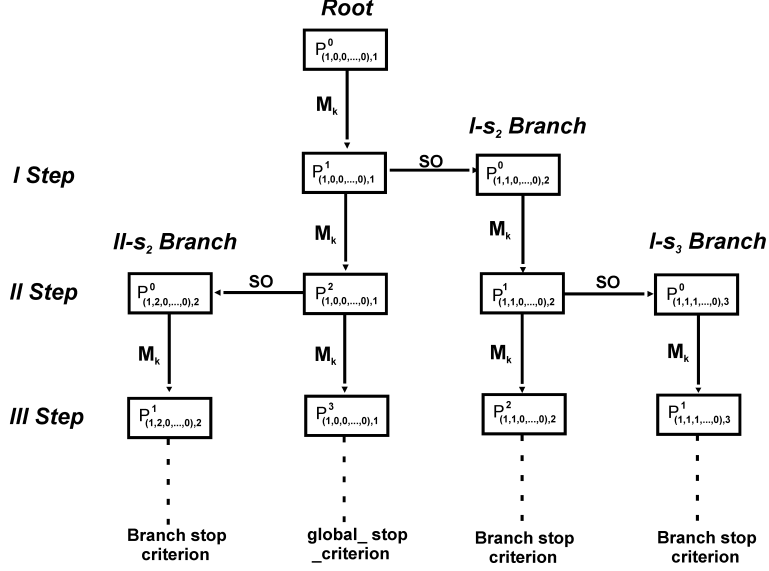 Root
P^0_(1,0,0,...,0),1
M_k
I-s_2 Branch
I Step
P^1_(1,0,0,...,0),1
SO
P^0_(1,1,0,...,0),2
M_k
M_k
II-s_2 Branch
I-s_3 Branch
II Step
P^0_(1,2,0,...,0),2
SO
P^2_(1,0,0,...,0),1
P^1_(1,1,0,...,0),2
SO
P^0_(1,1,1,...,0),3
M_k
M_k
M_k
M_k
III Step
P^1_(1,2,0,...,0),2
P^3_(1,0,0,...,0),1
P^2_(1,1,0,...,0),2
P^1_(1,1,1,...,0),3
Branch stop
criterion
global_ stop
_criterion
Branch stop
criterion
Branch stop
criterion